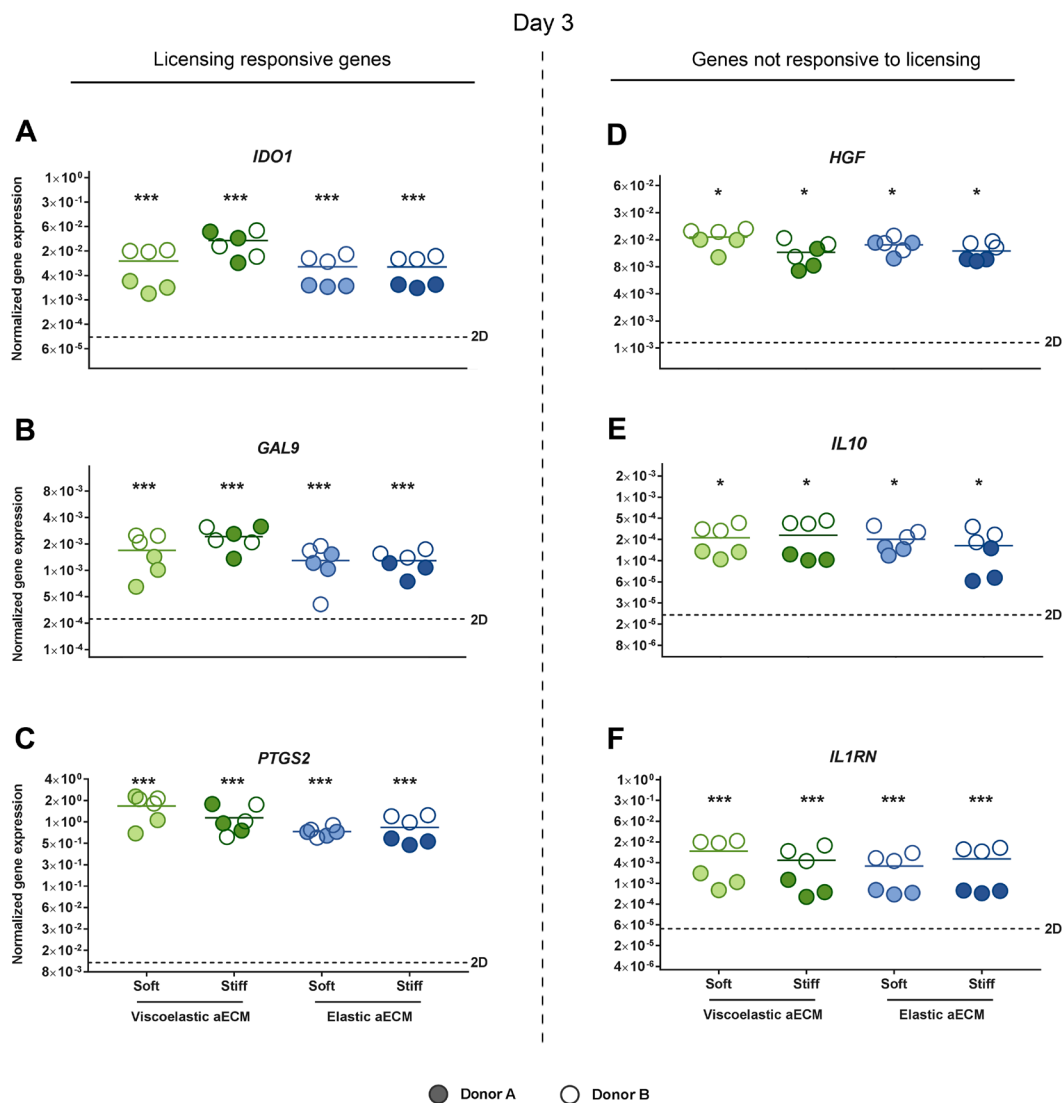 Day 3
Licensing responsive genes
Genes not responsive to licensing
A
IDO1
Normalized gene expression
1×10⁰
3×10⁻¹
6×10⁻²
2×10⁻²
4×10⁻³
1×10⁻³
2×10⁻⁴
6×10⁻⁵
*** *** *** ***
2D
B
GAL9
Normalized gene expression
8×10⁻³
4×10⁻³
2×10⁻³
1×10⁻³
5×10⁻⁴
2×10⁻⁴
1×10⁻⁴
*** *** *** ***
2D
C
PTGS2
Normalized gene expression
4×10⁰
2×10⁰
1×10⁰
5×10⁻¹
3×10⁻¹
1×10⁻¹
6×10⁻²
3×10⁻²
2×10⁻²
8×10⁻³
*** *** *** ***
2D
Soft Stiff Soft Stiff
Viscoelastic aECM Elastic aECM
D
HGF
6×10⁻²
3×10⁻²
2×10⁻²
8×10⁻³
4×10⁻³
2×10⁻³
1×10⁻³
* * * *
2D
E
IL10
2×10⁻³
1×10⁻³
5×10⁻⁴
2×10⁻⁴
1×10⁻⁴
6×10⁻⁵
3×10⁻⁵
2×10⁻⁵
8×10⁻⁶
* * * *
2D
F
IL1RN
1×10⁰
3×10⁻¹
6×10⁻²
2×10⁻²
4×10⁻³
1×10⁻³
2×10⁻⁴
6×10⁻⁵
2×10⁻⁵
4×10⁻⁶
*** *** *** ***
2D
Soft Stiff Soft Stiff
Viscoelastic aECM Elastic aECM
Donor A Donor B